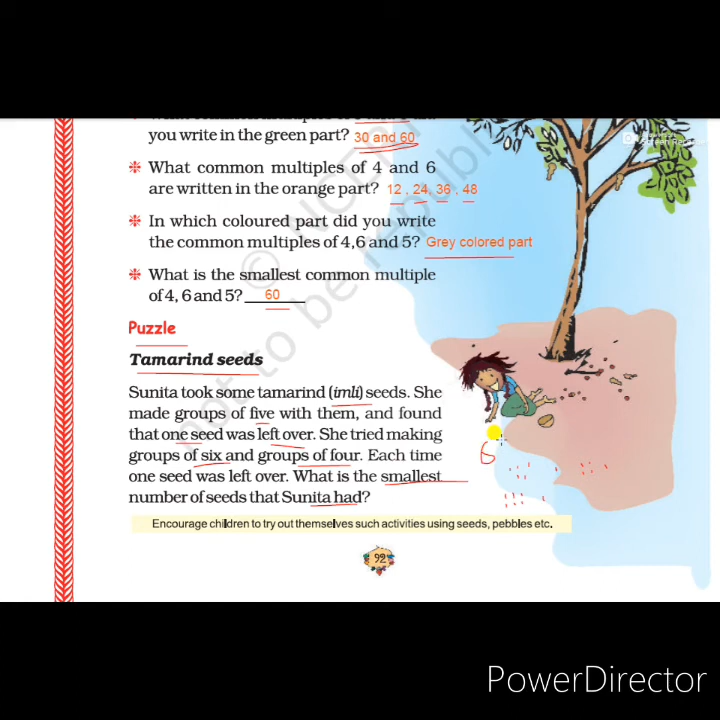 you write in the green part? 30 and 60
What common multiples of 4 and 6
are written in the orange part? 12 . 24, 36 . 48
In which coloured part did you write
the common multiples of 4,6 and 5? Grey colored part
What is the smallest common multiple
of 4, 6 and 5? 60
Puzzle
Tamarind seeds
Sunita took some tamarind (imli) seeds. She
made groups of five with them, and found
that one seed was left over. She tried making
groups of six and groups of four. Each time
one seed was left over. What is the smallest
number of seeds that Sunita had?
6
Encourage children to try out themselves such activities using seeds, pebbles etc.
92
PowerDirector